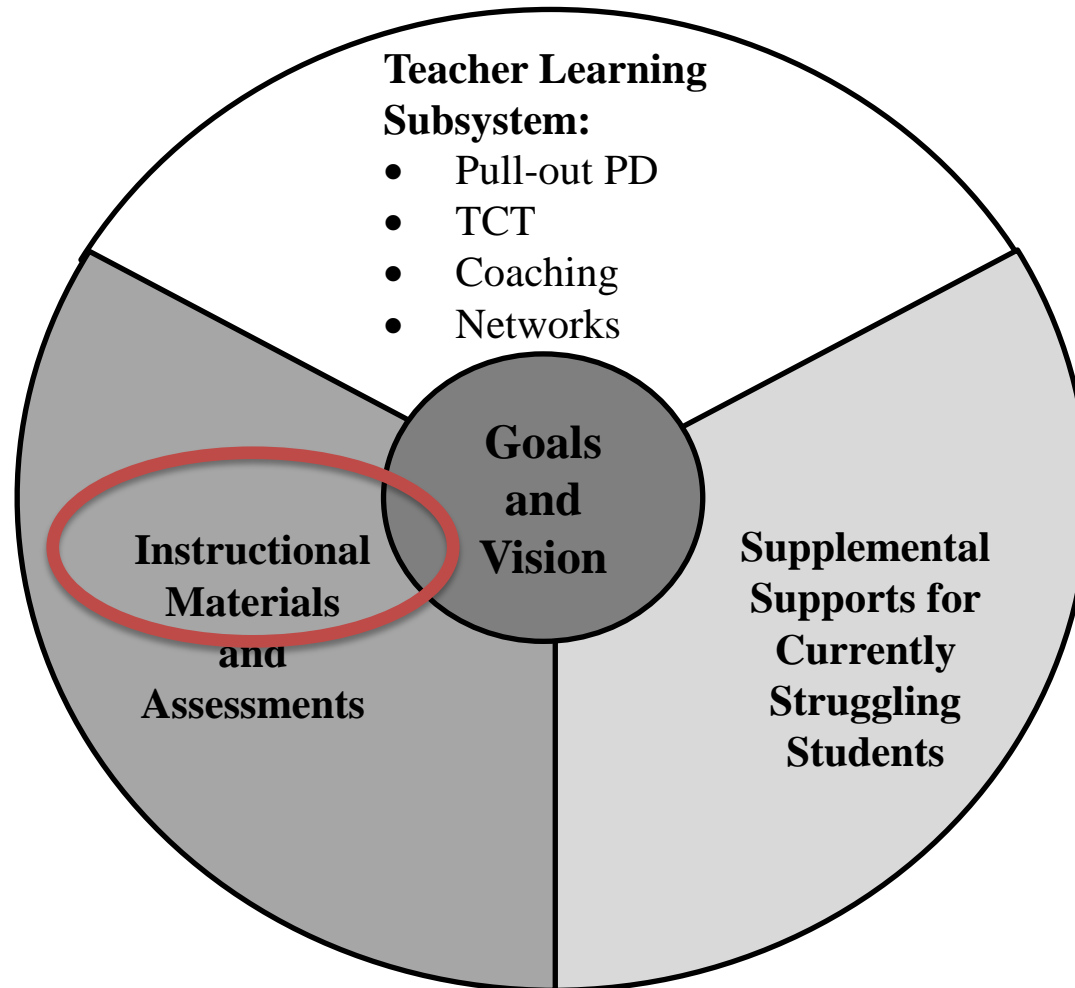 Teacher Learning
Subsystem:
• Pull-out PD
• TCT
• Coaching
• Networks
Goals
and
Vision
Instructional
Materials
and
Assessments
Supplemental
Supports for
Currently
Struggling
Students